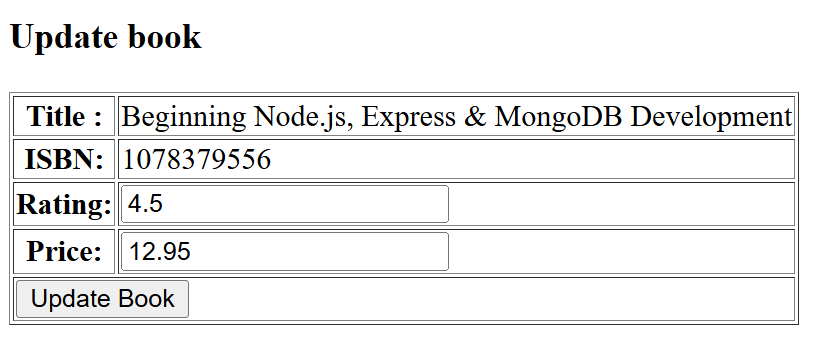 Update book
Title : Beginning Node.js, Express & MongoDB Development
ISBN: 1078379556
Rating: 4.5
Price: 12.95
Update Book